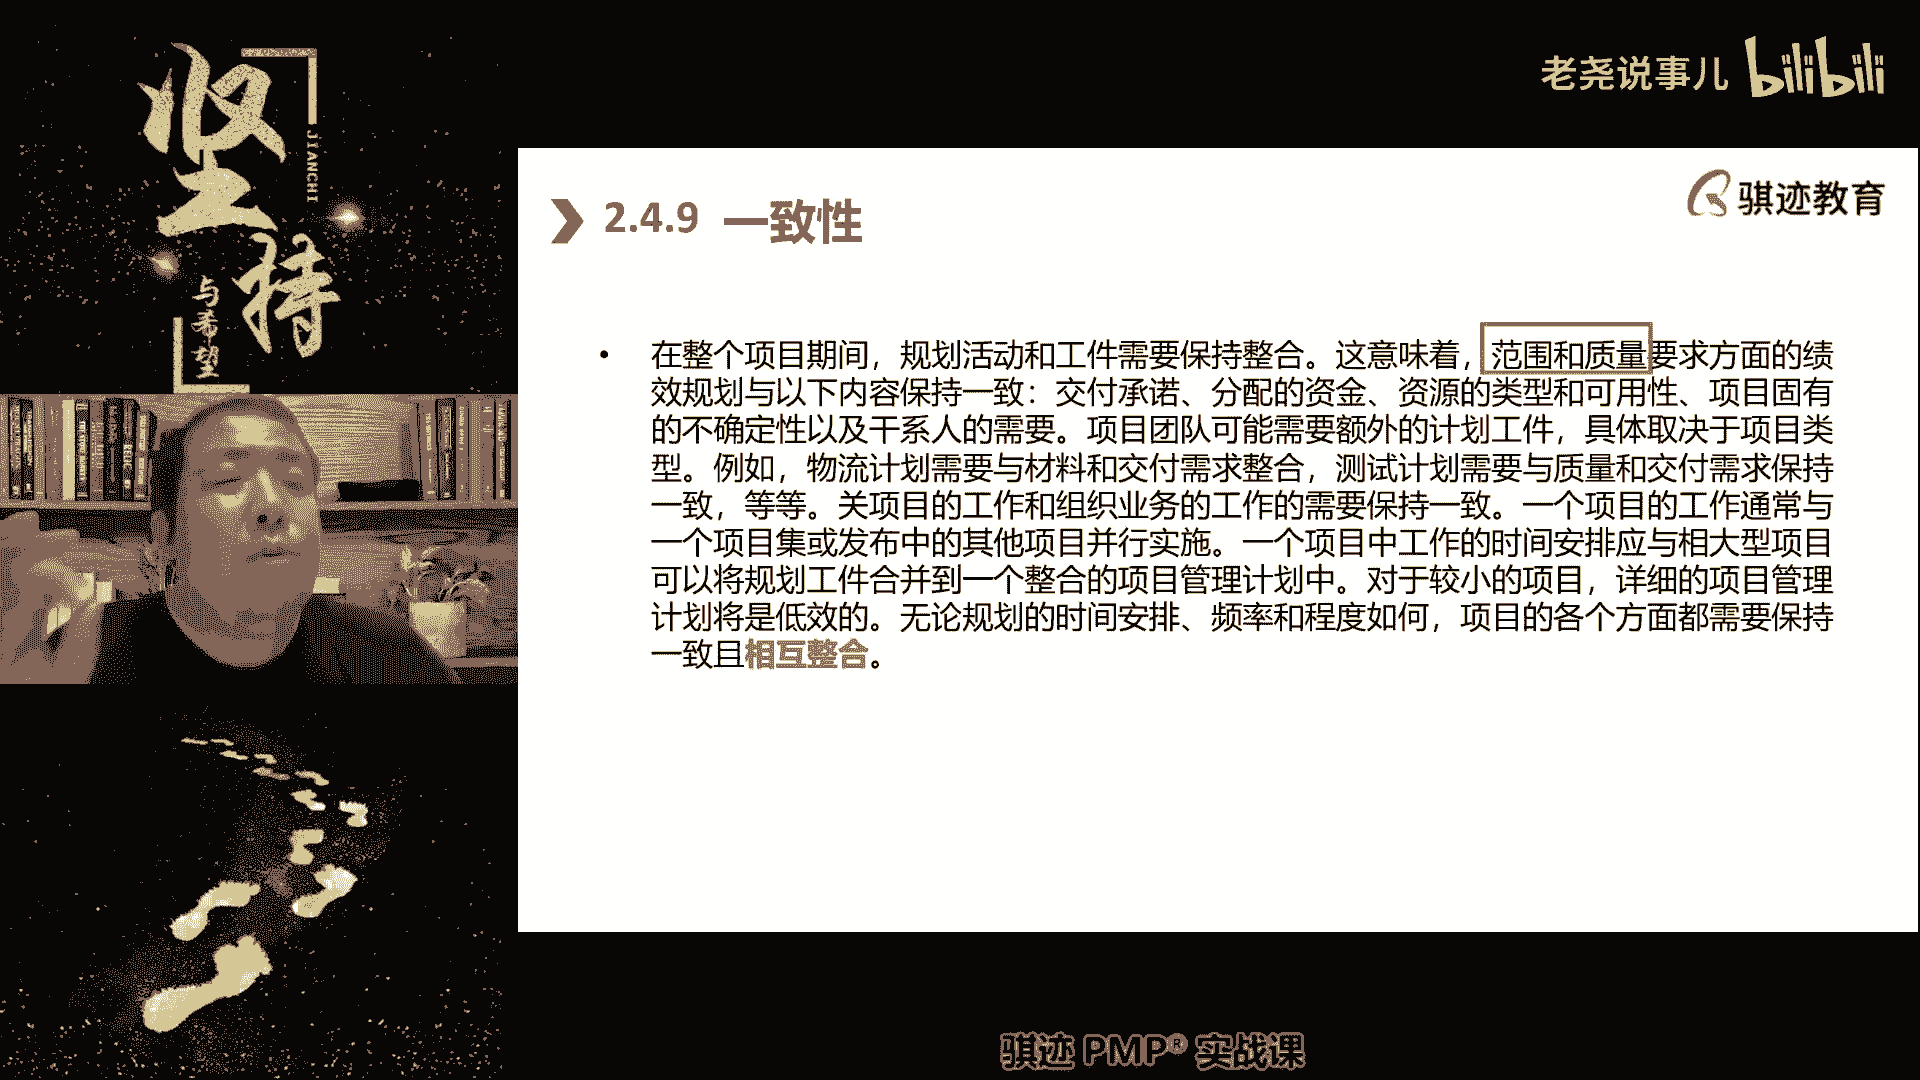 坚持
JIANCHI
与希望
老尧说事儿 bilibili
骐迹教育
2.4.9 一致性
• 在整个项目期间，规划活动和工件需要保持整合。这意味着，范围和质量要求方面的绩
效规划与以下内容保持一致：交付承诺、分配的资金、资源的类型和可用性、项目固有
的不确定性以及干系人的需要。项目团队可能需要额外的计划工件，具体取决于项目类
型。例如，物流计划需要与材料和交付需求整合，测试计划需要与质量和交付需求保持
一致，等等。关项目的工作和组织业务的工作的需要保持一致。一个项目的工作通常与
一个项目集或发布中的其他项目并行实施。一个项目中工作的时间安排应与相大型项目
可以将规划工件合并到一个整合的项目管理计划中。对于较小的项目，详细的项目管理
计划将是低效的。无论规划的时间安排、频率和程度如何，项目的各个方面都需要保持
一致且相互整合。
骐迹 PMP® 实战课